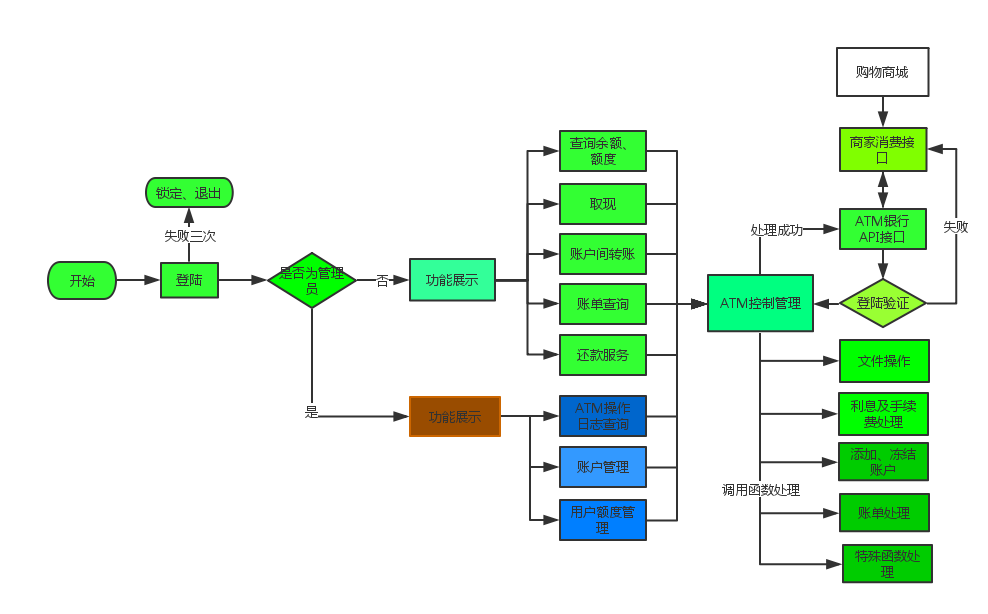 购物商城
商家消费接
口
查询余额、
额度
锁定、退出
取现
处理成功
ATM银行
API接口
失败
失败三次
账户间转账
开始
登陆
是否为管理
员
否
功能展示
账单查询
ATM控制管理
登陆验证
还款服务
文件操作
是
功能展示
ATM操作
日志查询
利息及手续
费处理
账户管理
添加、冻结
账户
调用函数处理
用户额度管
理
账单处理
特殊函数处
理